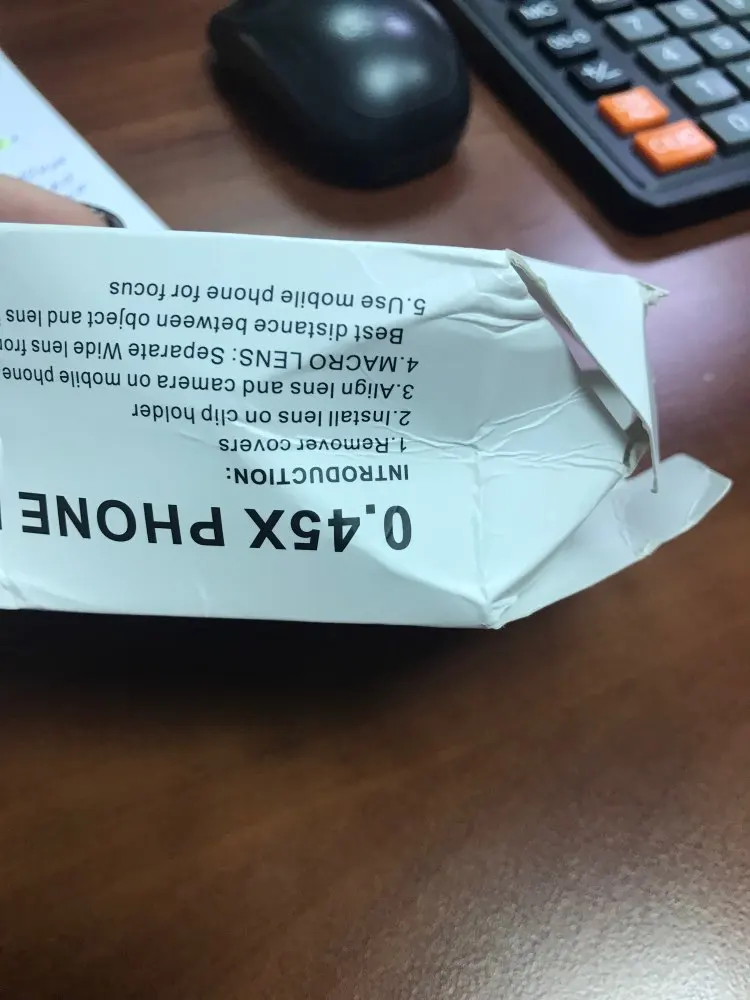 0.45X PHONE
INTRODUCTION:
1.Remover covers
2.Install lens on clip holder
3.Align lens and camera on mobile phone
4.MACRO LENS: Separate Wide lens from
Best distance between object and lens
5.Use mobile phone for focus